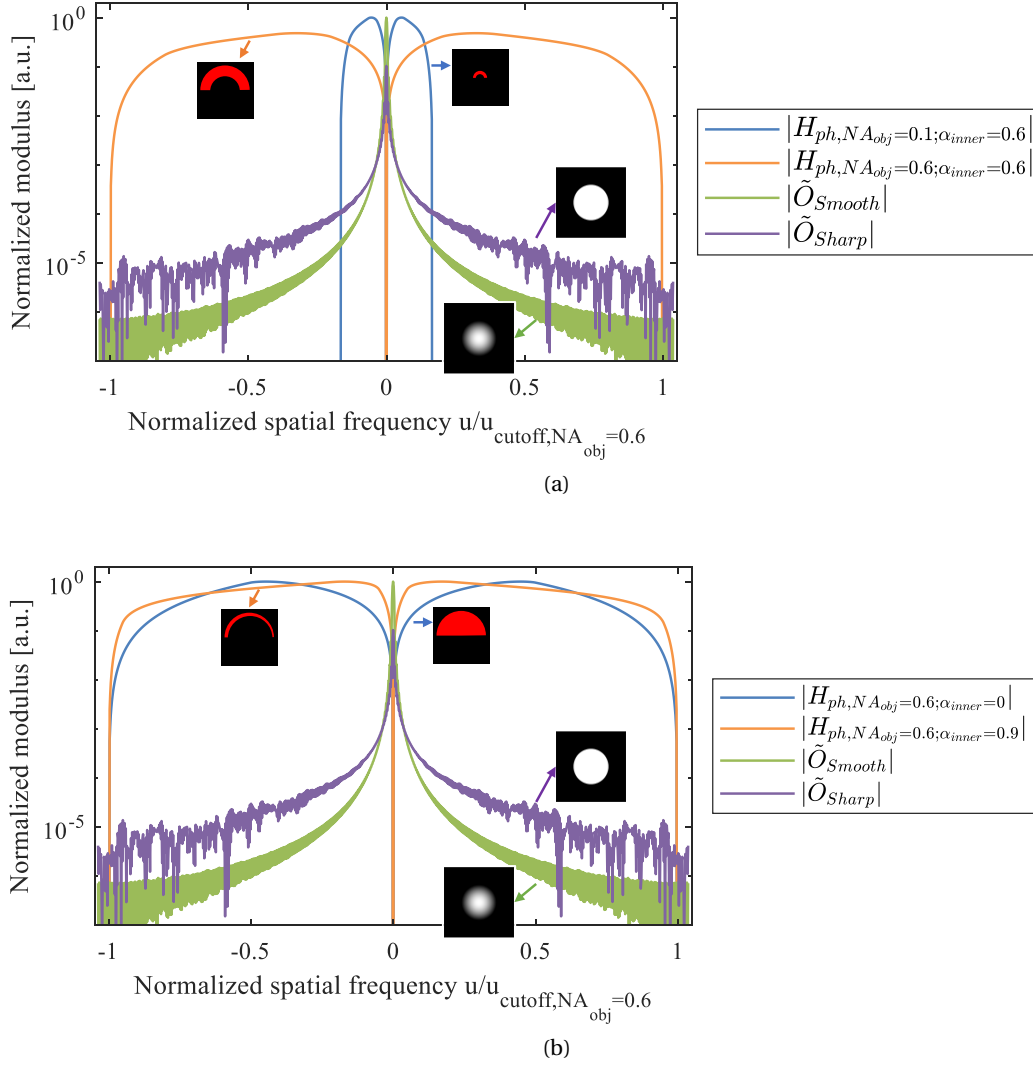 10^0
10^-5
Normalized modulus [a.u.]
-1 -0.5 0 0.5 1
Normalized spatial frequency u/u_cutoff,NA_obj=0.6
|H_ph,NA_obj=0.1;α_inner=0.6|
|H_ph,NA_obj=0.6;α_inner=0.6|
|Õ_Smooth|
|Õ_Sharp|
(a)
10^0
10^-5
Normalized modulus [a.u.]
-1 -0.5 0 0.5 1
Normalized spatial frequency u/u_cutoff,NA_obj=0.6
|H_ph,NA_obj=0.6;α_inner=0|
|H_ph,NA_obj=0.6;α_inner=0.9|
|Õ_Smooth|
|Õ_Sharp|
(b)